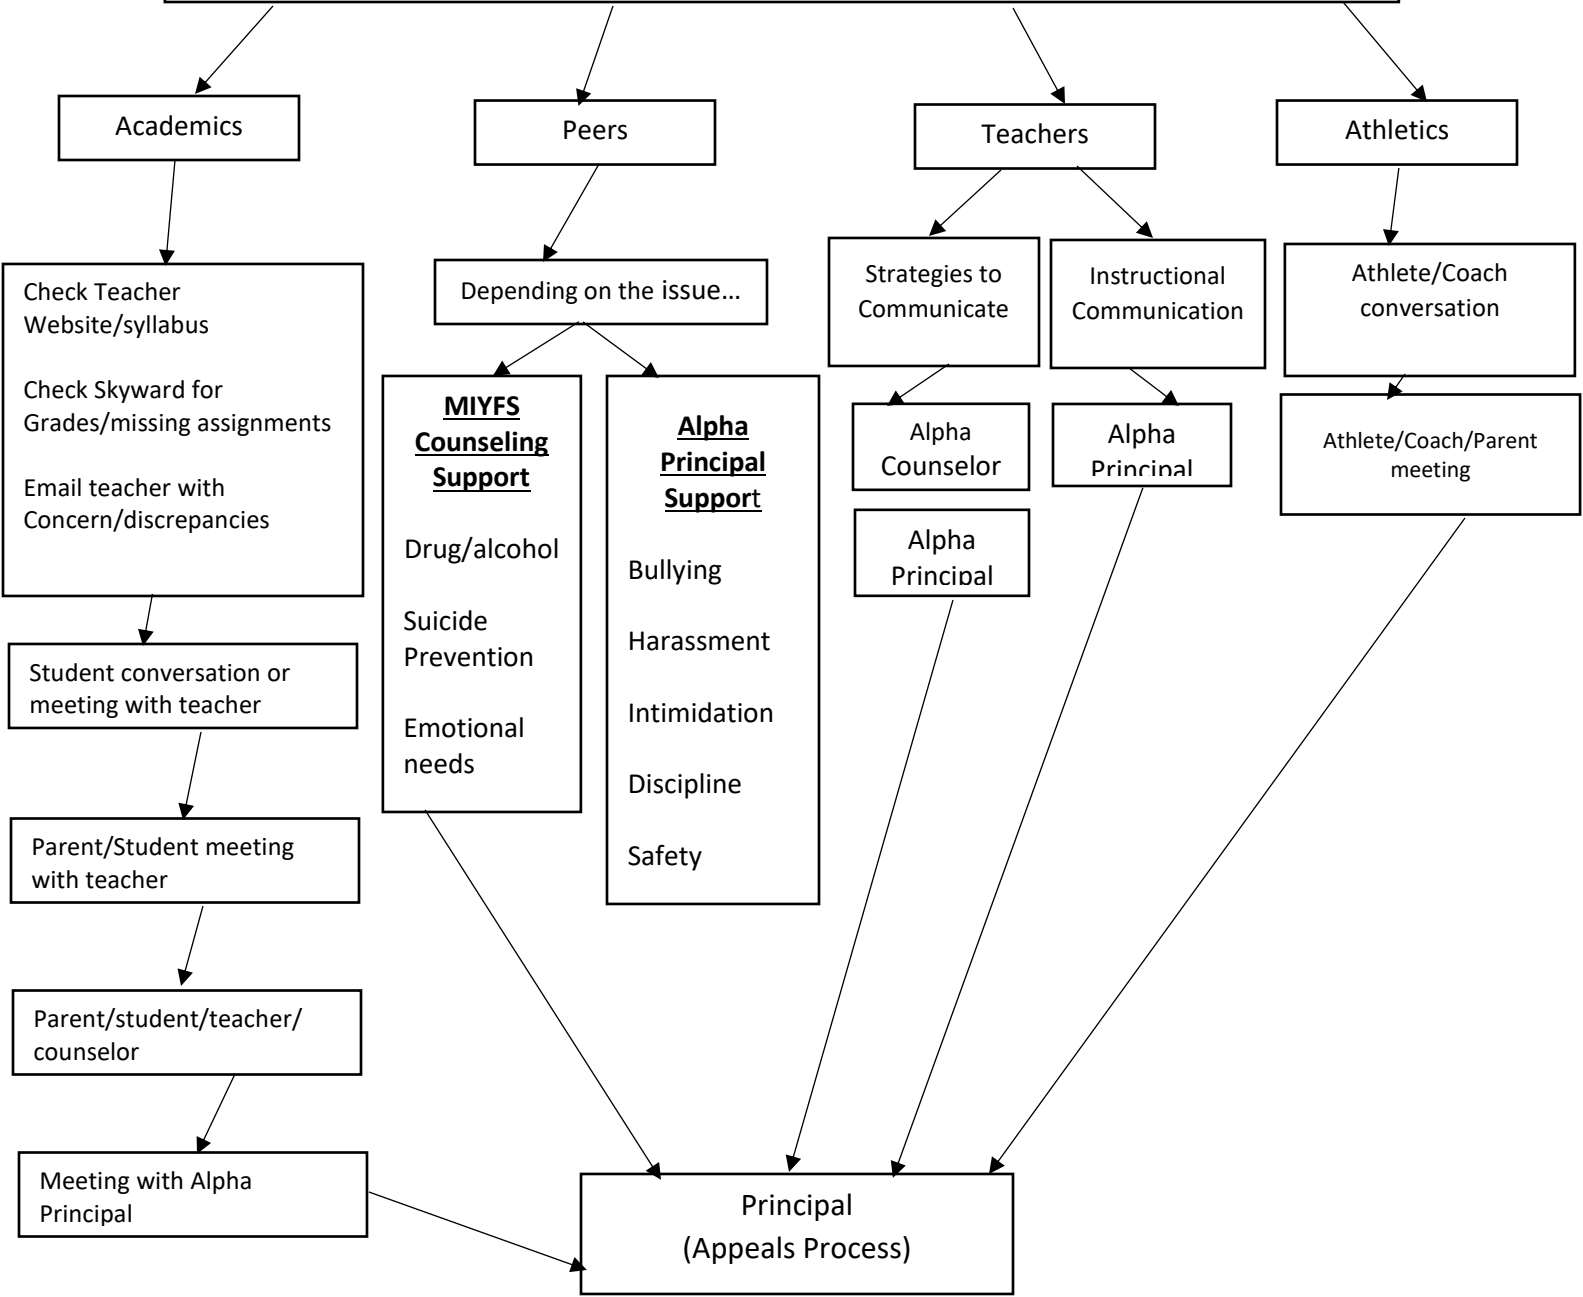 Academics
Peers
Teachers
Athletics
Check Teacher
Website/syllabus
Check Skyward for
Grades/missing assignments
Email teacher with
Concern/discrepancies
Student conversation or
meeting with teacher
Parent/Student meeting
with teacher
Parent/student/teacher/
counselor
Meeting with Alpha
Principal
Depending on the issue...
MIYFS
Counseling
Support
Drug/alcohol
Suicide
Prevention
Emotional
needs
Alpha
Principal
Support
Bullying
Harassment
Intimidation
Discipline
Safety
Strategies to
Communicate
Alpha
Counselor
Alpha
Principal
Instructional
Communication
Alpha
Principal
Athlete/Coach
conversation
Athlete/Coach/Parent
meeting
Principal
(Appeals Process)